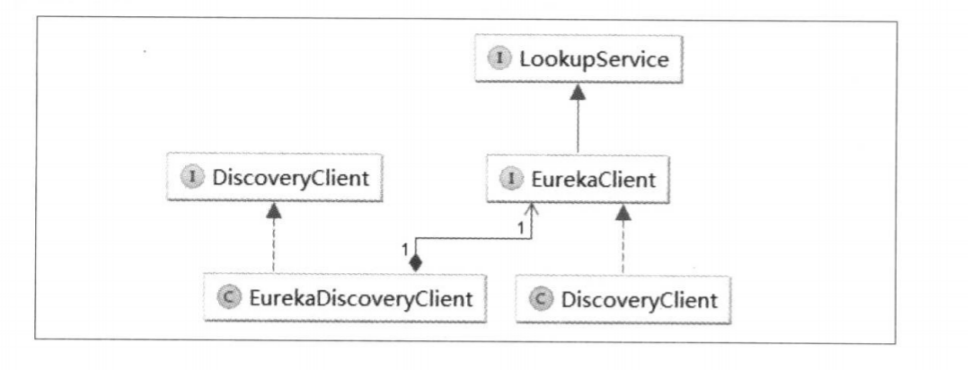 I LookupService
I DiscoveryClient
I EurekaClient
1
1
C EurekaDiscoveryClient
C DiscoveryClient